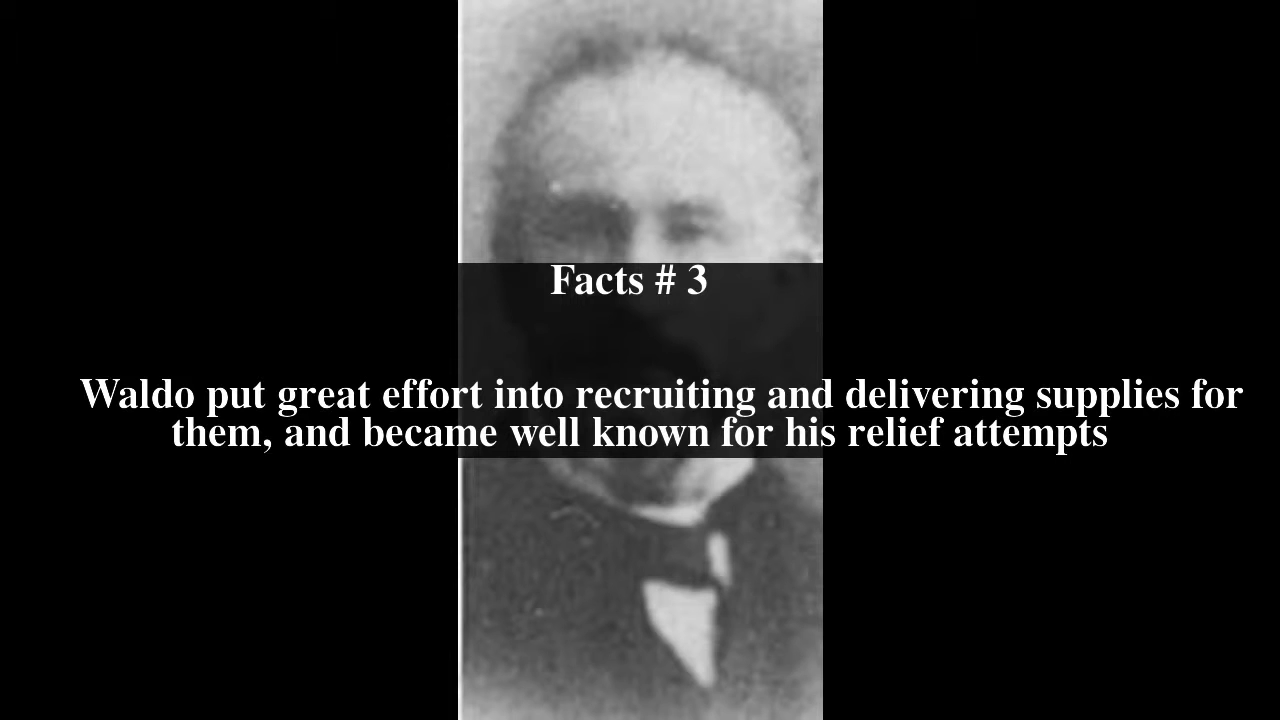 Facts # 3
Waldo put great effort into recruiting and delivering supplies for
them, and became well known for his relief attempts